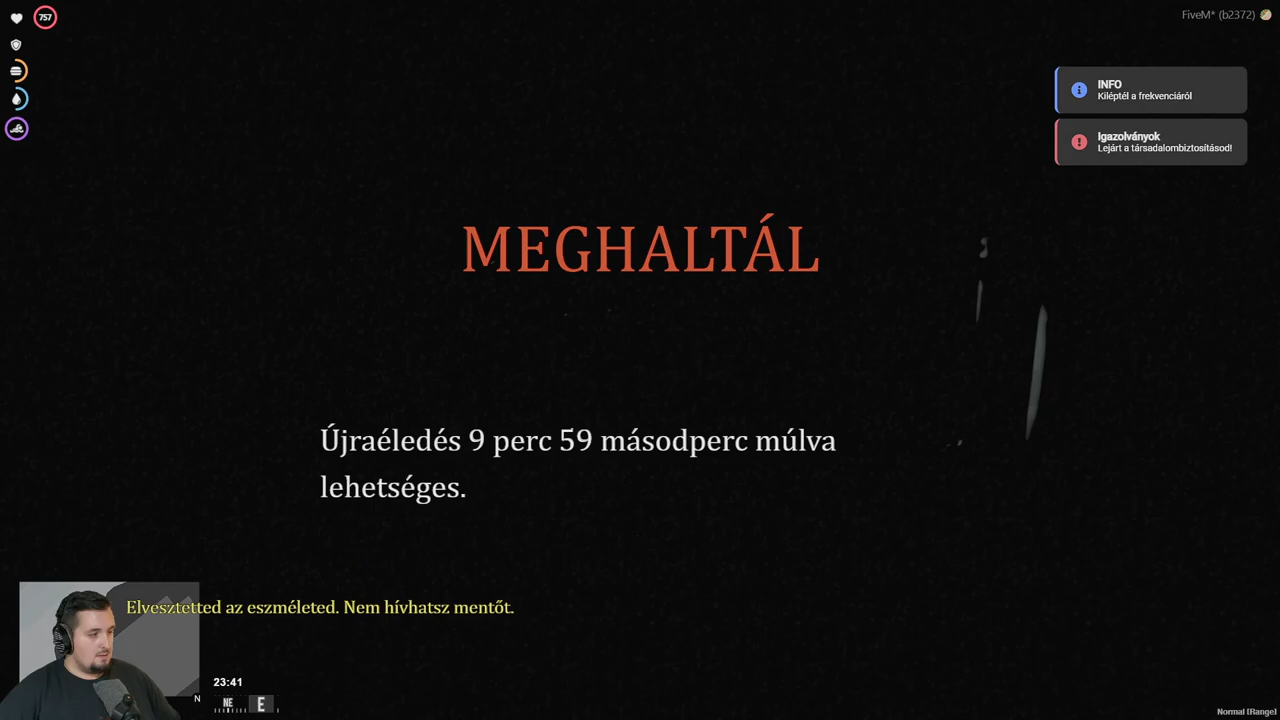 757
FiveM* (b2372)
INFO
Kiléptél a frekvenciáról
Igazolványok
Lejárt a társadalombiztosításod!
MEGHALTÁL
Újraéledés 9 perc 59 másodperc múlva
lehetséges.
Elvesztetted az eszméleted. Nem hívhatsz mentőt.
23:41
N
NE
E
Normal [Range]